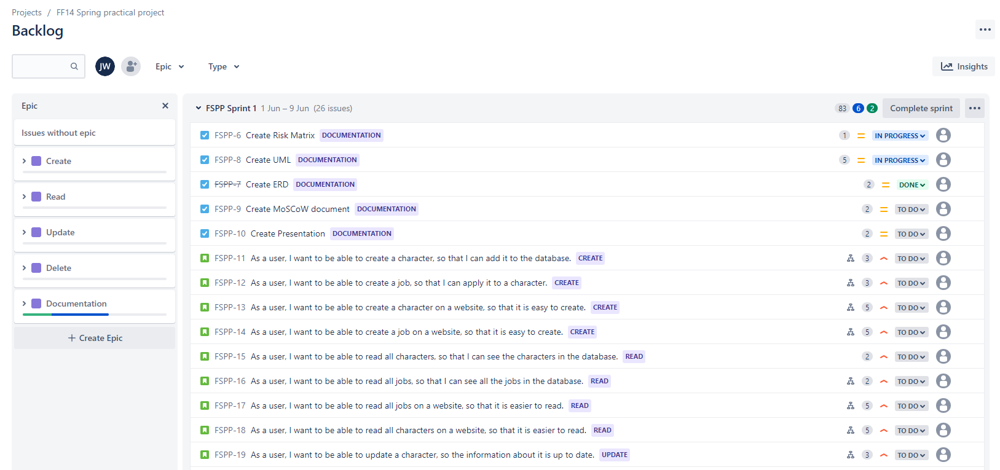 Projects / FF14 Spring practical project
Backlog
JW Epic Type Insights
Epic
Issues without epic
Create
Read
Update
Delete
Documentation
+ Create Epic
FSPP Sprint 1 1 Jun – 9 Jun (26 issues) 83 6 2 Complete sprint
FSPP-6 Create Risk Matrix DOCUMENTATION 1 IN PROGRESS
FSPP-8 Create UML DOCUMENTATION 5 IN PROGRESS
FSPP-7 Create ERD DOCUMENTATION 2 DONE
FSPP-9 Create MoSCoW document DOCUMENTATION 2 TO DO
FSPP-10 Create Presentation DOCUMENTATION 2 TO DO
FSPP-11 As a user, I want to be able to create a character, so that I can add it to the database. CREATE 3 TO DO
FSPP-12 As a user, I want to be able to create a job, so that I can apply it to a character. CREATE 3 TO DO
FSPP-13 As a user, I want to be able to create a character on a website, so that it is easy to create. CREATE 5 TO DO
FSPP-14 As a user, I want to be able to create a job on a website, so that it is easy to create. CREATE 5 TO DO
FSPP-15 As a user, I want to be able to read all characters, so that I can see the characters in the database. READ 2 TO DO
FSPP-16 As a user, I want to be able to read all jobs, so that I can see all the jobs in the database. READ 2 TO DO
FSPP-17 As a user, I want to be able to read all jobs on a website, so that it is easier to read. READ 5 TO DO
FSPP-18 As a user, I want to be able to read all characters on a website, so that it is easier to read. READ 5 TO DO
FSPP-19 As a user, I want to be able to update a character, so the information about it is up to date. UPDATE 3 TO DO